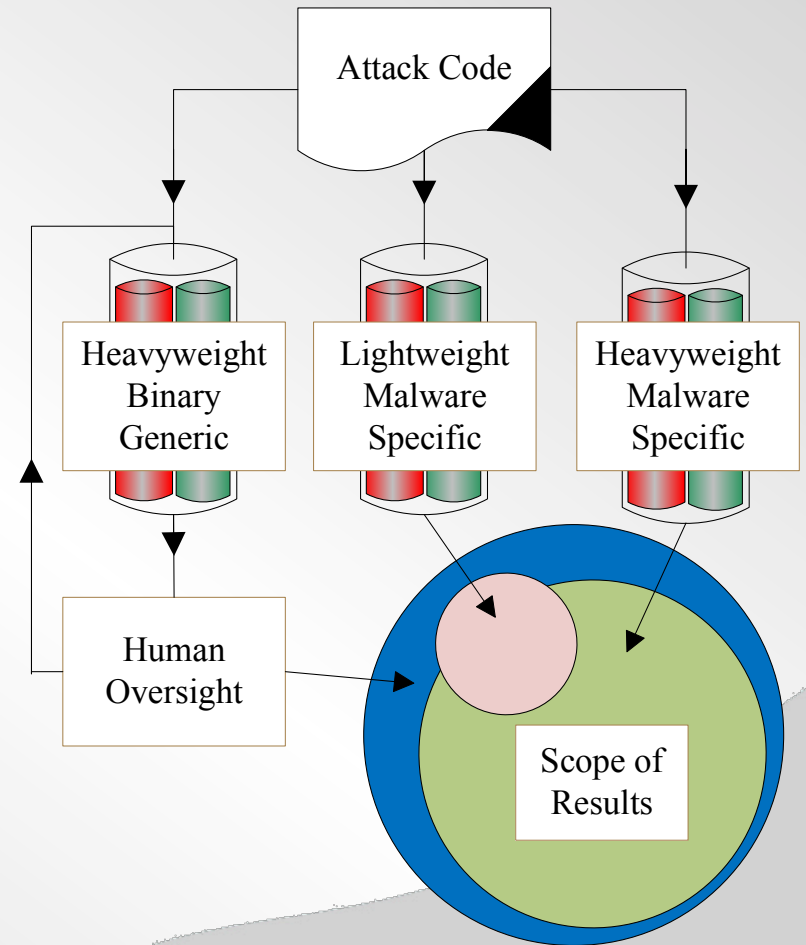 Attack Code
Heavyweight
Binary
Generic
Lightweight
Malware
Specific
Heavyweight
Malware
Specific
Human
Oversight
Scope of
Results